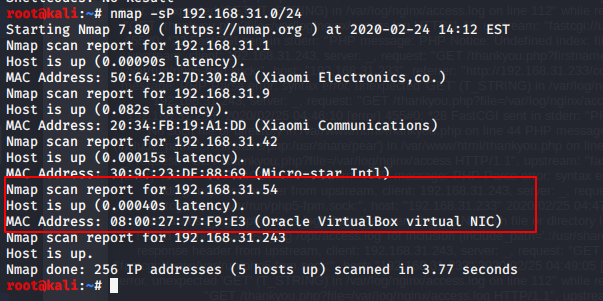 root@kali:~# nmap -sP 192.168.31.0/24
Starting Nmap 7.80 ( https://nmap.org ) at 2020-02-24 14:12 EST
Nmap scan report for 192.168.31.1
Host is up (0.00090s latency).
MAC Address: 50:64:2B:7D:30:8A (Xiaomi Electronics,co.)
Nmap scan report for 192.168.31.9
Host is up (0.082s latency).
MAC Address: 20:34:FB:19:A1:DD (Xiaomi Communications)
Nmap scan report for 192.168.31.42
Host is up (0.00015s latency).
MAC Address: 30:9C:23:DE:88:69 (Micro-star Intl)
Nmap scan report for 192.168.31.54
Host is up (0.00040s latency).
MAC Address: 08:00:27:77:F9:E3 (Oracle VirtualBox virtual NIC)
Nmap scan report for 192.168.31.243
Host is up.
Nmap done: 256 IP addresses (5 hosts up) scanned in 3.77 seconds
root@kali:~#